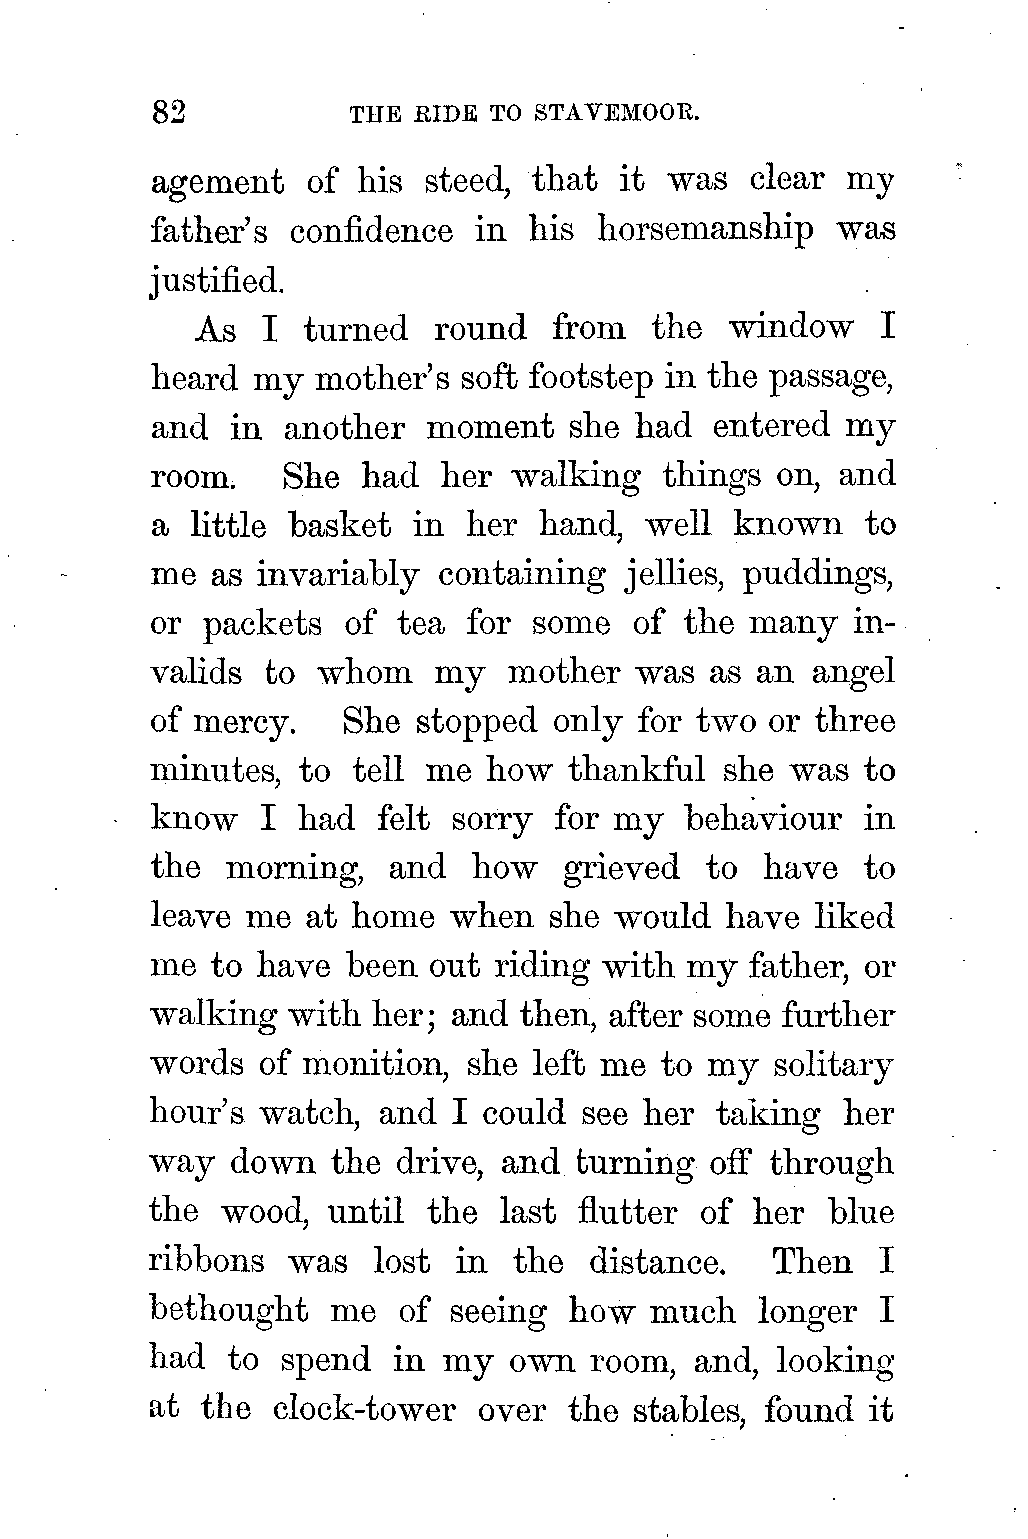 82 THE RIDE TO STAVEMOOR.
agement of his steed, that it was clear my
father's confidence in his horsemanship was
justified.
As I turned round from the window I
heard my mother's soft footstep in the passage,
and in another moment she had entered my
room. She had her walking things on, and
a little basket in her hand, well known to
me as invariably containing jellies, puddings,
or packets of tea for some of the many in-
valids to whom my mother was as an angel
of mercy. She stopped only for two or three
minutes, to tell me how thankful she was to
know I had felt sorry for my behaviour in
the morning, and how grieved to have to
leave me at home when she would have liked
me to have been out riding with my father, or
walking with her; and then, after some further
words of monition, she left me to my solitary
hour's watch, and I could see her taking her
way down the drive, and turning off through
the wood, until the last flutter of her blue
ribbons was lost in the distance. Then I
bethought me of seeing how much longer I
had to spend in my own room, and, looking
at the clock-tower over the stables, found it